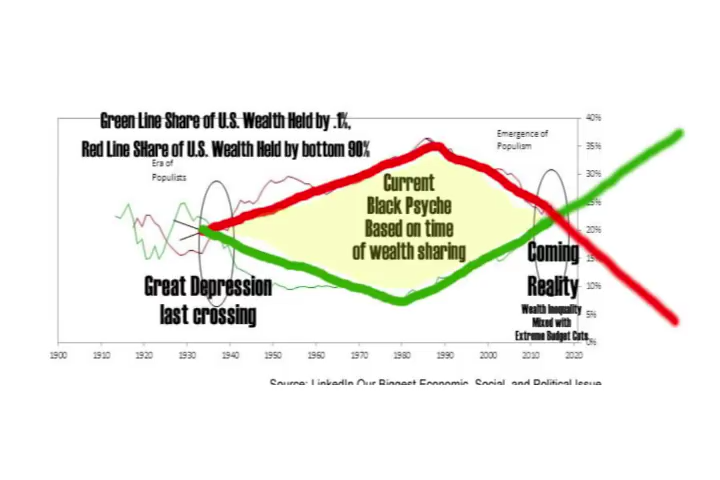 Green Line Share of U.S. Wealth Held by .1%,
Red Line SHare of U.S. Wealth Held by bottom 90%
Era of
Populists
Emergence of
Populism
Current
Black Psyche
Based on time
of wealth sharing
Great Depression
last crossing
Coming
Reality
Wealth Inequality
Mixed with
Extreme Budget Cuts
40%
35%
30%
25%
20%
15%
10%
5%
0%
1900 1910 1920 1930 1940 1950 1960 1970 1980 1990 2000 2010 2020
Source: LinkedIn Our Biggest Economic, Social, and Political Issue